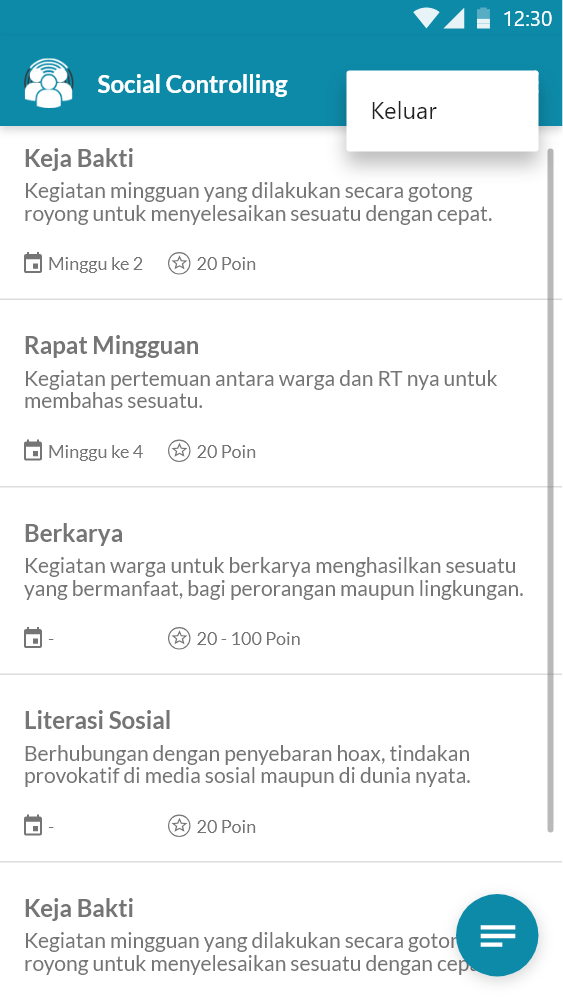 12:30
Social Controlling
Keluar
Keja Bakti
Kegiatan mingguan yang dilakukan secara gotong
royong untuk menyelesaikan sesuatu dengan cepat.
Minggu ke 2 20 Poin
Rapat Mingguan
Kegiatan pertemuan antara warga dan RT nya untuk
membahas sesuatu.
Minggu ke 4 20 Poin
Berkarya
Kegiatan warga untuk berkarya menghasilkan sesuatu
yang bermanfaat, bagi perorangan maupun lingkungan.
- 20 - 100 Poin
Literasi Sosial
Berhubungan dengan penyebaran hoax, tindakan
provokatif di media sosial maupun di dunia nyata.
- 20 Poin
Keja Bakti
Kegiatan mingguan yang dilakukan secara
royong untuk menyelesaikan sesuatu dengan